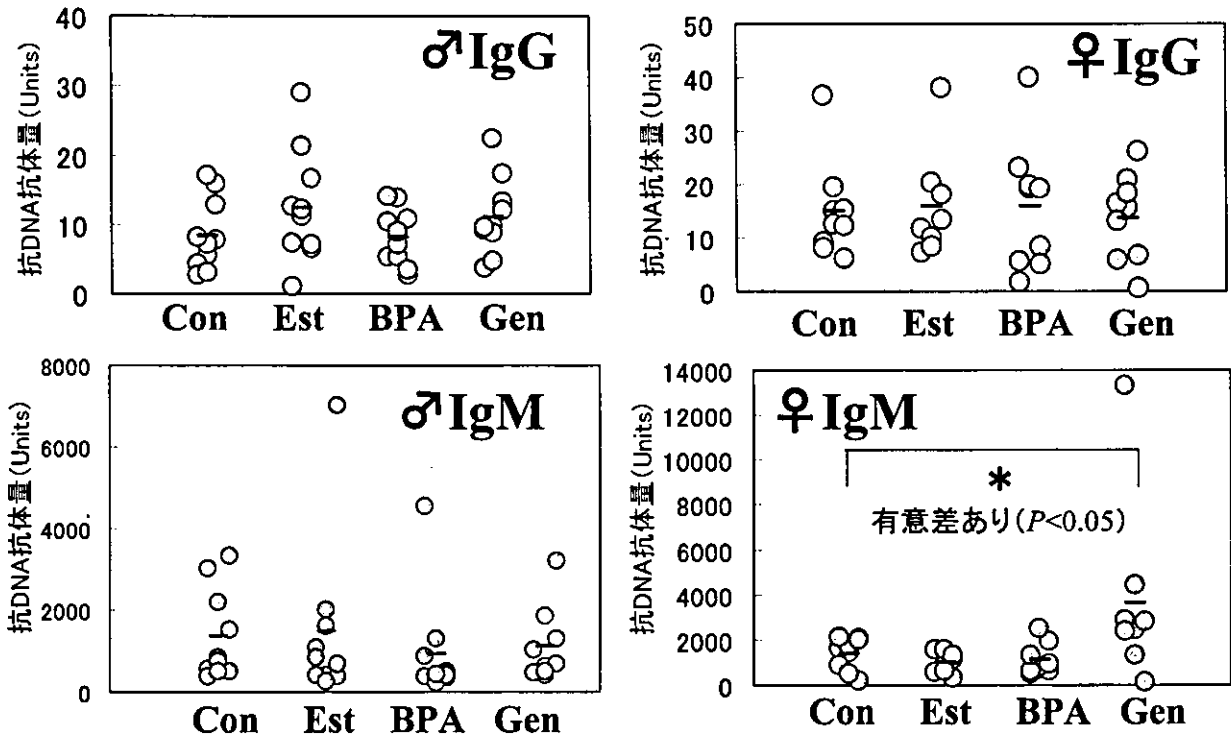 ♂IgG
抗DNA抗体量(Units)
40
30
20
10
0
Con Est BPA Gen
♀IgG
抗DNA抗体量(Units)
50
40
30
20
10
0
Con Est BPA Gen
♂IgM
抗DNA抗体量(Units)
8000
6000
4000
2000
0
Con Est BPA Gen
♀IgM
抗DNA抗体量(Units)
14000
12000
10000
8000
6000
4000
2000
0
*
有意差あり(P<0.05)
Con Est BPA Gen